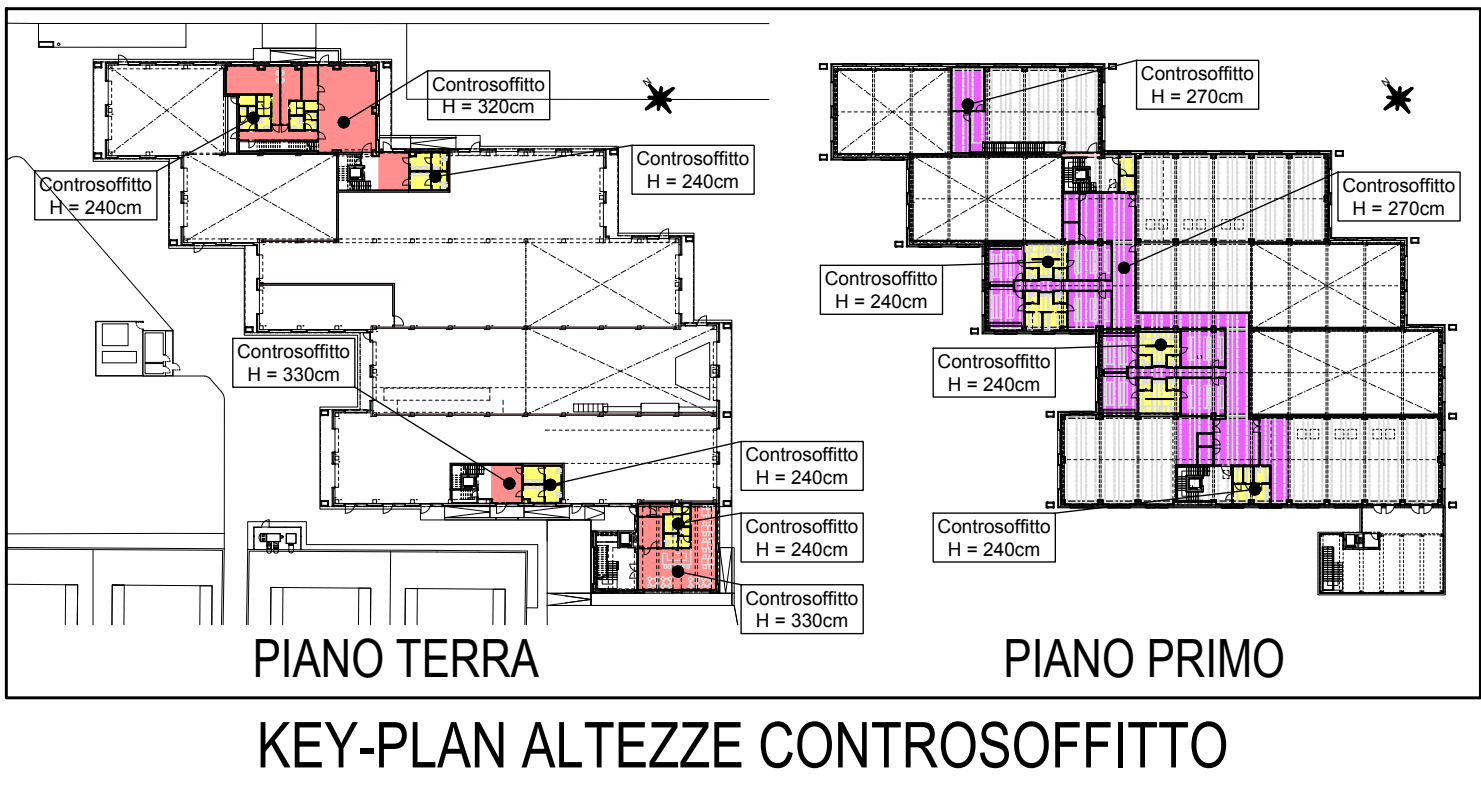 Controsoffitto
H = 320cm
Controsoffitto
H = 240cm
Controsoffitto
H = 240cm
Controsoffitto
H = 330cm
Controsoffitto
H = 240cm
Controsoffitto
H = 240cm
Controsoffitto
H = 330cm
PIANO TERRA
Controsoffitto
H = 270cm
Controsoffitto
H = 270cm
Controsoffitto
H = 240cm
Controsoffitto
H = 240cm
Controsoffitto
H = 240cm
PIANO PRIMO
KEY-PLAN ALTEZZE CONTROSOFFITTO